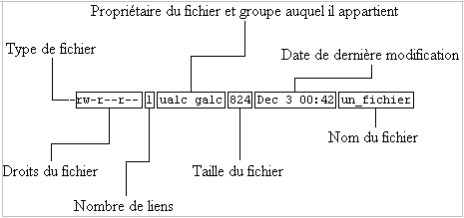 Propriétaire du fichier et groupe auquel il appartient
Type de fichier
Date de dernière modification
-rw-r--r-- 1 ualc galc 824 Dec 3 00:42 un_fichier
Nom du fichier
Droits du fichier
Taille du fichier
Nombre de liens